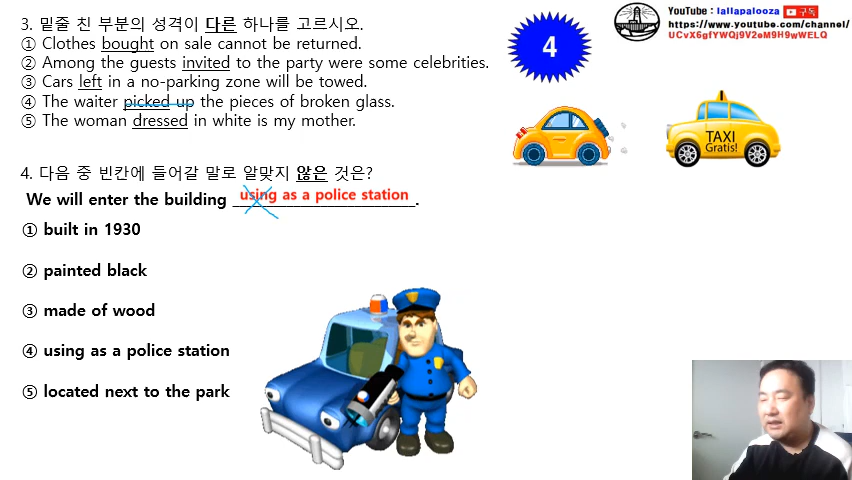 3. 밑줄 친 부분의 성격이 다른 하나를 고르시오.
① Clothes bought on sale cannot be returned.
② Among the guests invited to the party were some celebrities.
③ Cars left in a no-parking zone will be towed.
④ The waiter picked up the pieces of broken glass.
⑤ The woman dressed in white is my mother.
4
YouTube : lallapalooza 구독
https://www.youtube.com/channel/
UCvX6gfYWQj9V2eM9H9wWELQ
TAXI
Gratis!
4. 다음 중 빈칸에 들어갈 말로 알맞지 않은 것은?
We will enter the building using as a police station.
① built in 1930
② painted black
③ made of wood
④ using as a police station
⑤ located next to the park